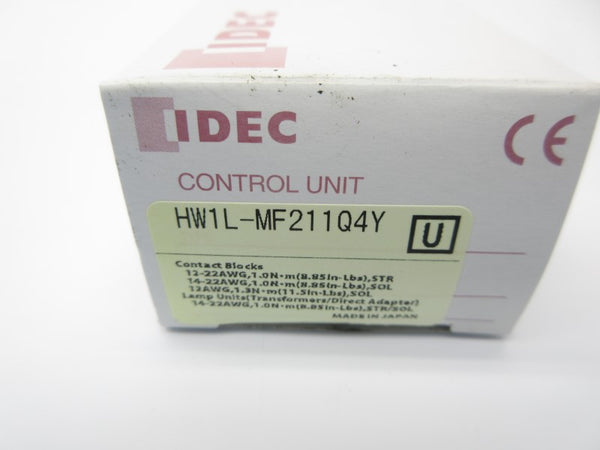 IDEC
IDEC
CE
CONTROL UNIT
HW1L-MF211Q4Y
U
Contact Blocks
12-22AWG,1.0N·m(8.85in-Lbs),STR
14-22AWG,1.0N·m(8.85in-Lbs),SOL
12AWG,1.3N·m(11.5in-Lbs),SOL
Lamp Units(Transformers/Direct Adapter)
14-22AWG,1.0N·m(8.85in-Lbs),STR/SOL
MADE IN JAPAN